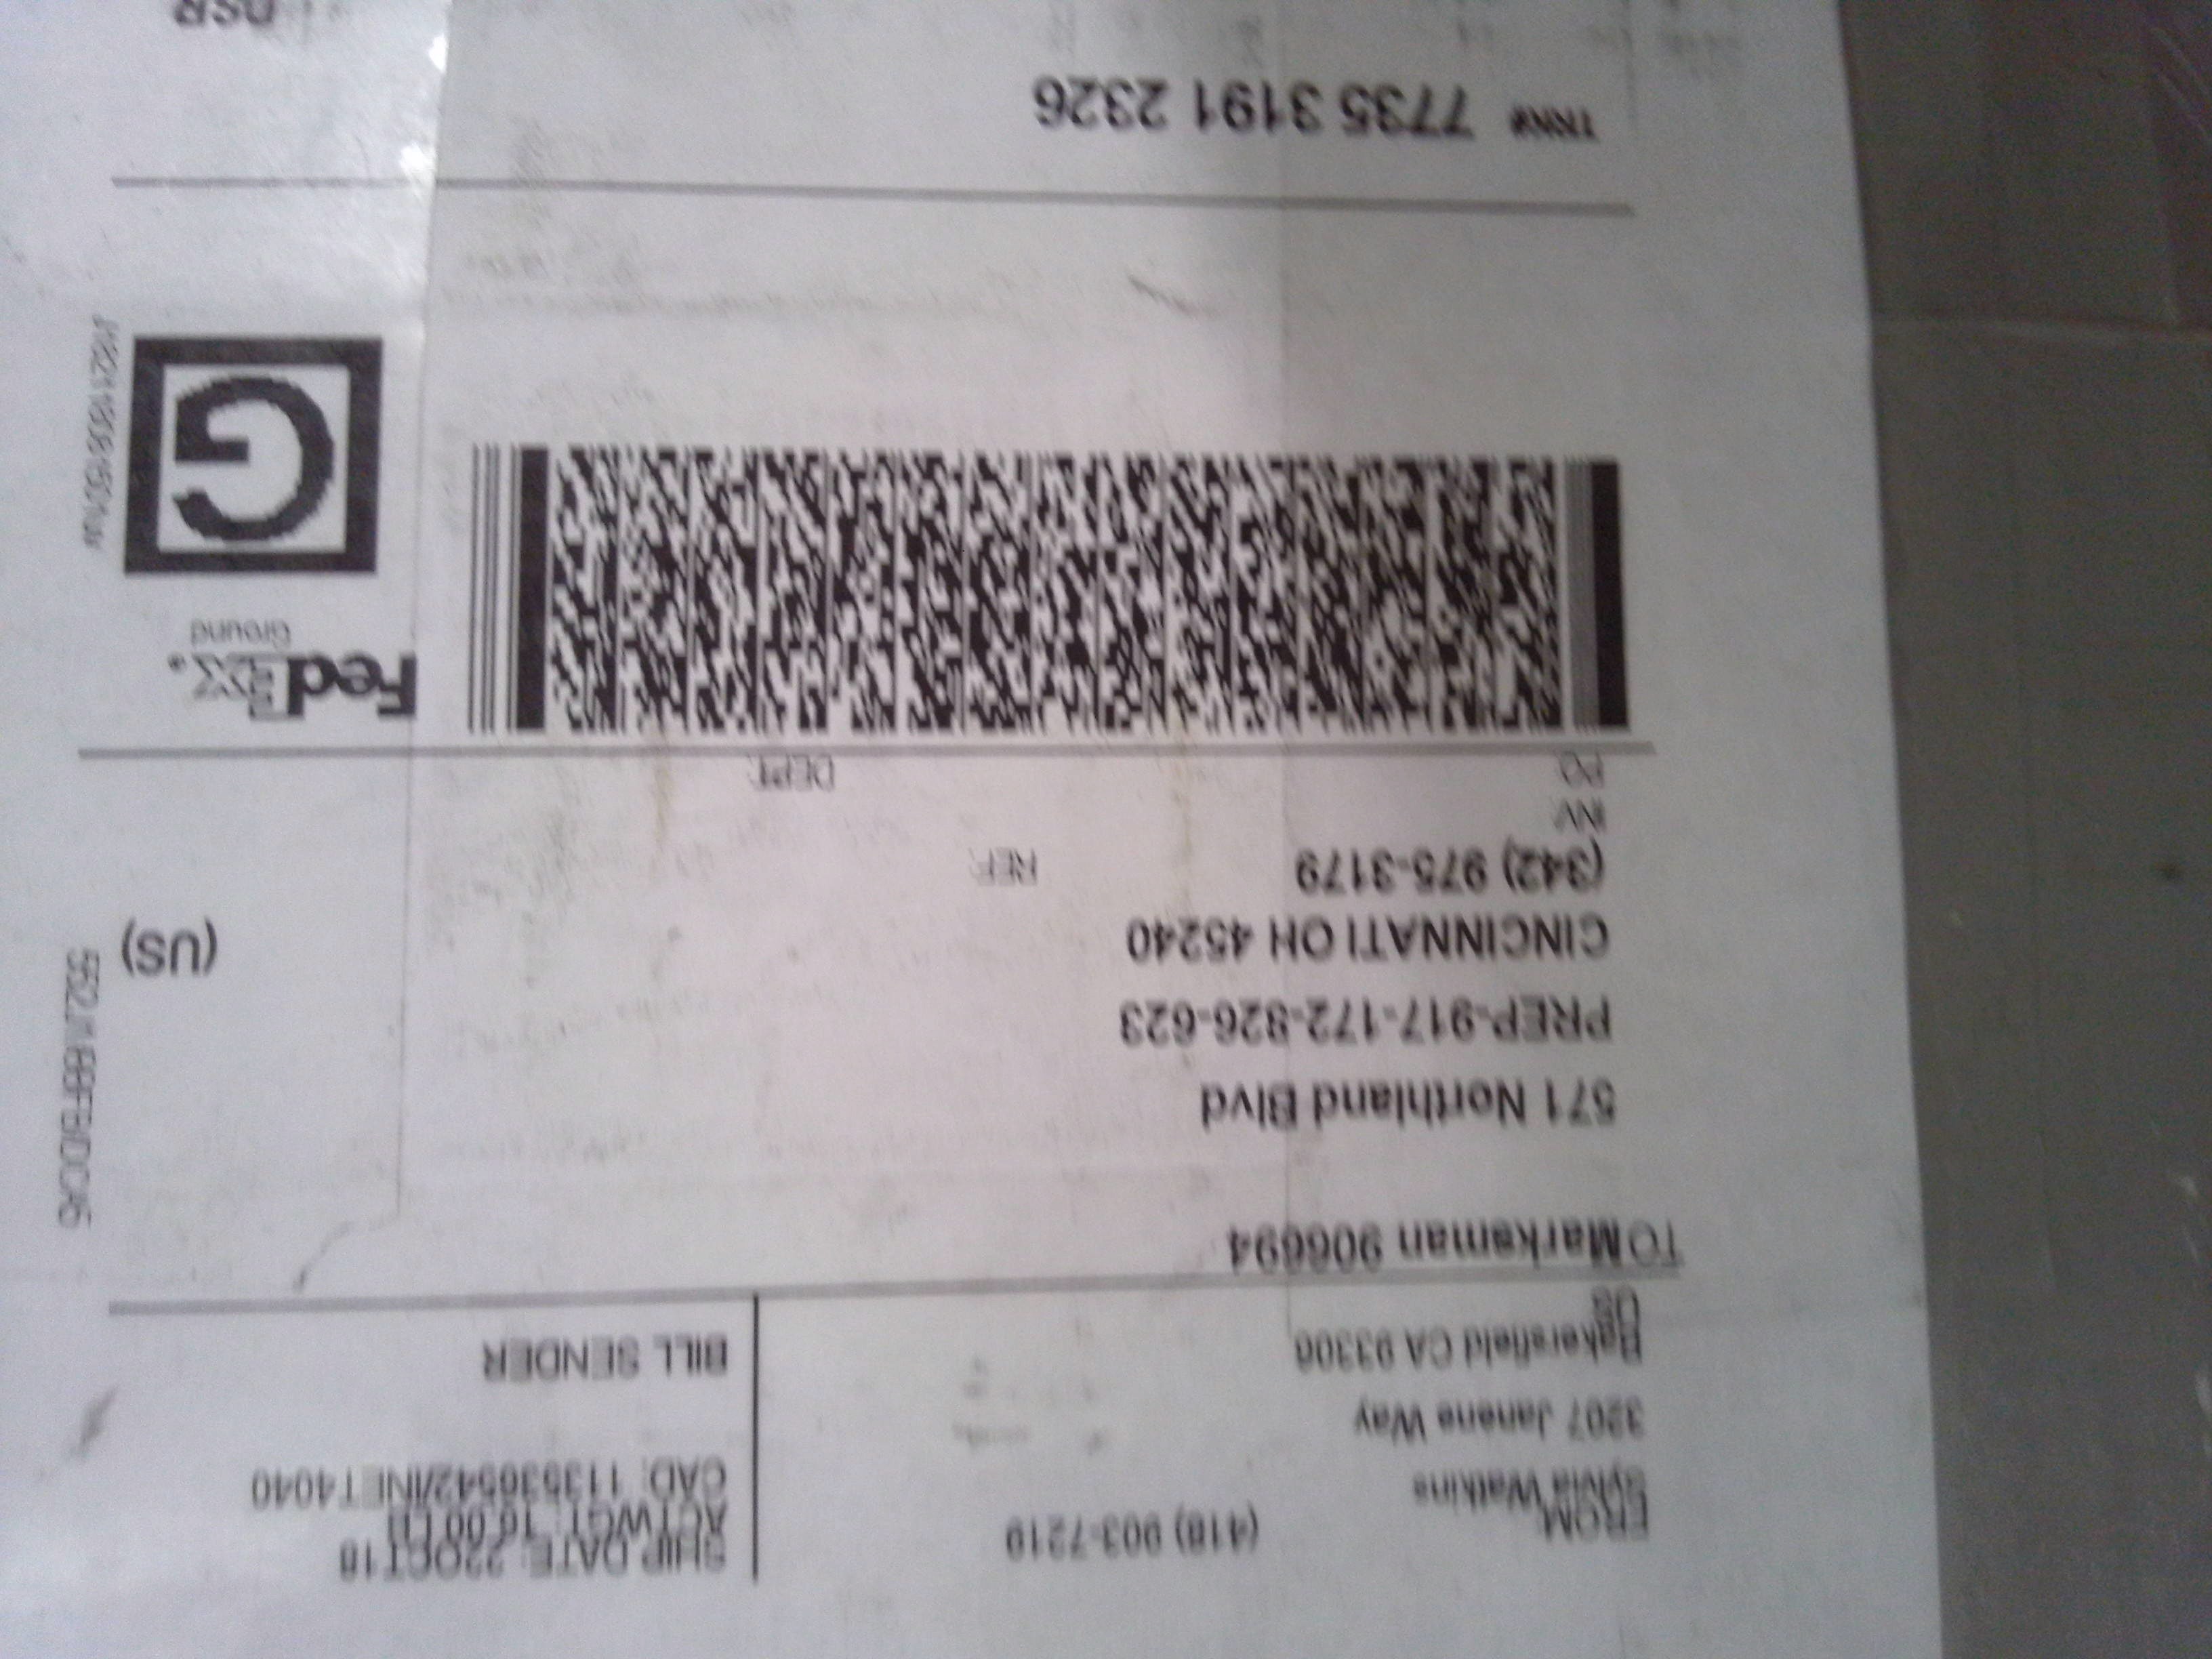 FROM: (418) 903-7219
Sylvia Watkins
3207 Janene Way
Bakersfield CA 93306
US
SHIP DATE: 22OCT18
ACTWGT: 16.00 LB
CAD: 113536542/INET4040
BILL SENDER
TO Markeman 906694
571 Northland Blvd
PREP-917-172-826-623
CINCINNATI OH 45240
(US)
(342) 975-3179
REF:
INV:
PO:
DEPT:
FedEx
Ground
G
TRK# 7735 3191 2326